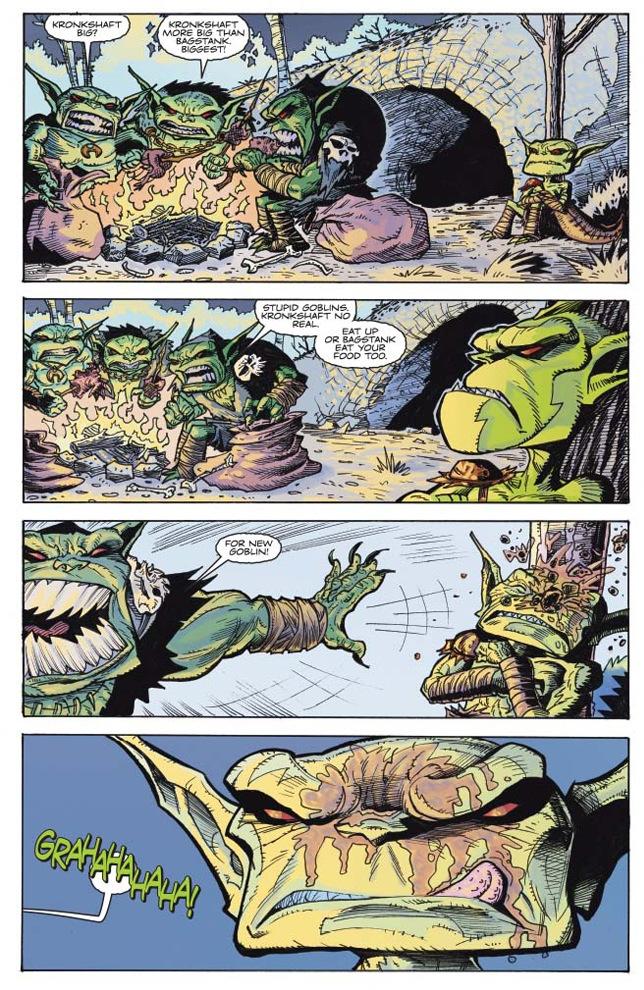 KRONKSHAFT
BIG?
KRONKSHAFT
MORE BIG THAN
BAGSTANK.
BIGGEST!
STUPID GOBLINS.
KRONKSHAFT NO
REAL.
EAT UP
OR BAGSTANK
EAT YOUR
FOOD TOO.
FOR NEW
GOBLIN!
GRAHAHAHAHA!